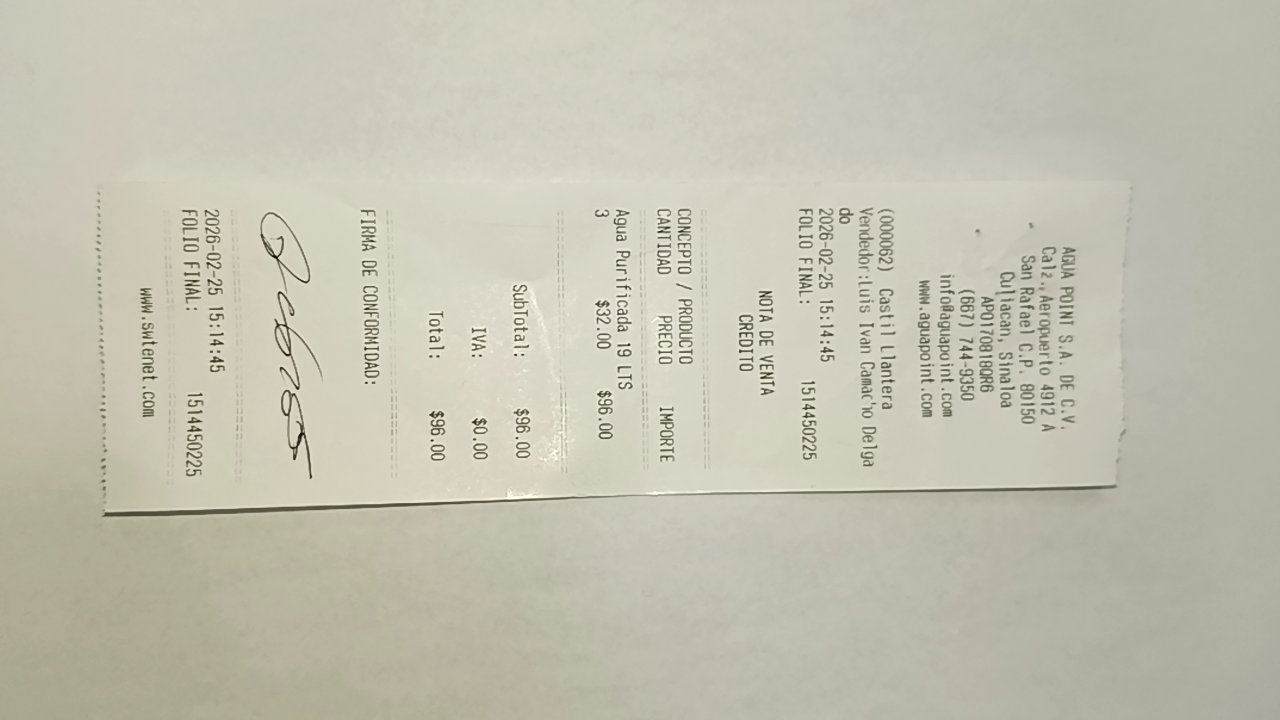 AGUA POINT S.A. DE C.V.
Calz., Aeropuerto 4912 A
San Rafael C.P. 80150
Culiacan, Sinaloa
APO170818QR6
(667) 744-9350
info@aguapoint.com
www.aguapoint.com
(000062) Castil Llantera
Vendedor:Luis Ivan Camacho Delga
do
2026-02-25 15:14:45
FOLIO FINAL: 1514450225
NOTA DE VENTA
CREDITO
CONCEPTO / PRODUCTO
CANTIDAD PRECIO IMPORTE
Agua Purificada 19 LTS
3 $32.00 $96.00
SubTotal: $96.00
IVA: $0.00
Total: $96.00
FIRMA DE CONFORMIDAD:
2026-02-25 15:14:45
FOLIO FINAL: 1514450225
www.swtenet.com